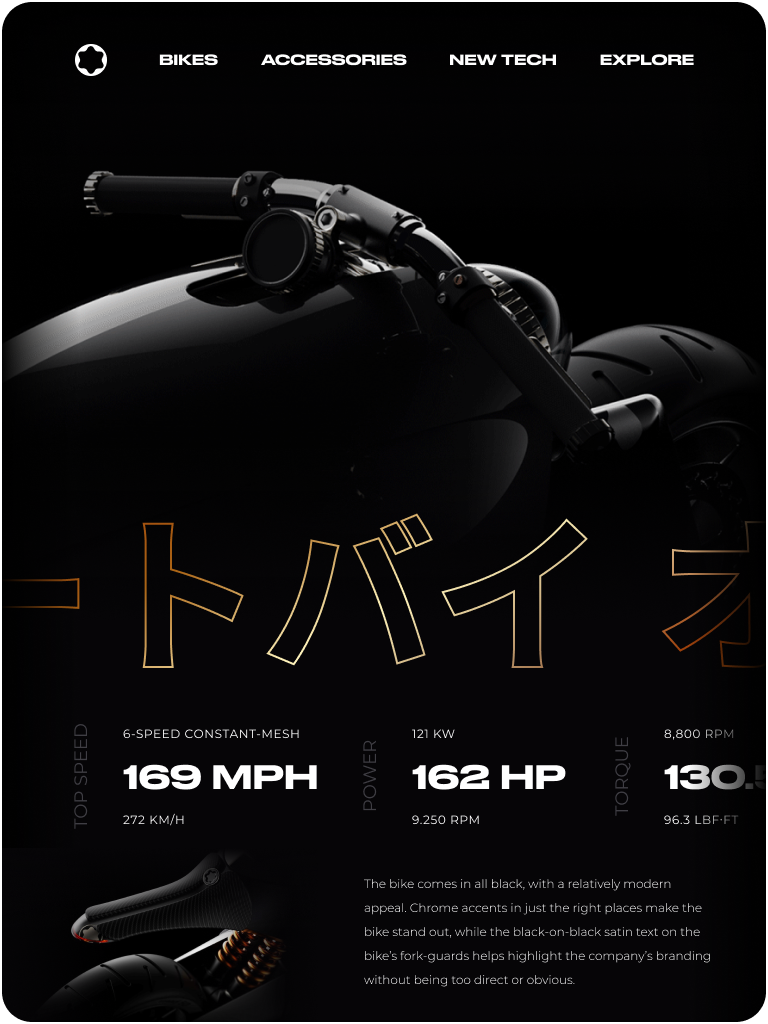 BIKES ACCESSORIES NEW TECH EXPLORE
ートバイ オ
TOP SPEED
6-SPEED CONSTANT-MESH
169 MPH
272 KM/H
POWER
121 KW
162 HP
9.250 RPM
TORQUE
8,800 RPM
130.5
96.3 LBF·FT
The bike comes in all black, with a relatively modern
appeal. Chrome accents in just the right places make the
bike stand out, while the black-on-black satin text on the
bike’s fork-guards helps highlight the company’s branding
without being too direct or obvious.